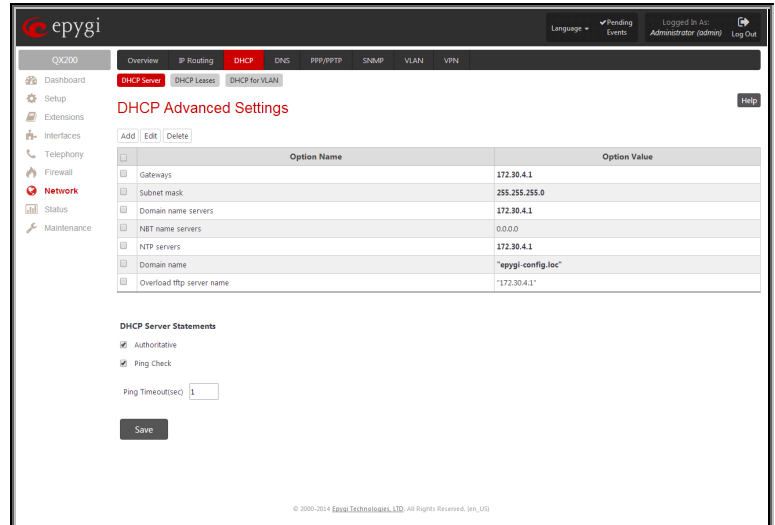 epygi
Language
Pending Events
Logged In As:
Administrator (admin)
Log Out
QX200
Overview IP Routing DHCP DNS PPP/PPTP SNMP VLAN VPN
Dashboard
Setup
Extensions
Interfaces
Telephony
Firewall
Network
Status
Maintenance
DHCP Server DHCP Leases DHCP for VLAN
DHCP Advanced Settings
Help
Add Edit Delete
Option Name Option Value
Gateways 172.30.4.1
Subnet mask 255.255.255.0
Domain name servers 172.30.4.1
NBT name servers 0.0.0.0
NTP servers 172.30.4.1
Domain name "epygi-config.loc"
Overload tftp server name "172.30.4.1"
DHCP Server Statements
Authoritative
Ping Check
Ping Timeout(sec) 1
Save
© 2000-2014 Epygi Technologies, LTD. All Rights Reserved. (en_US)